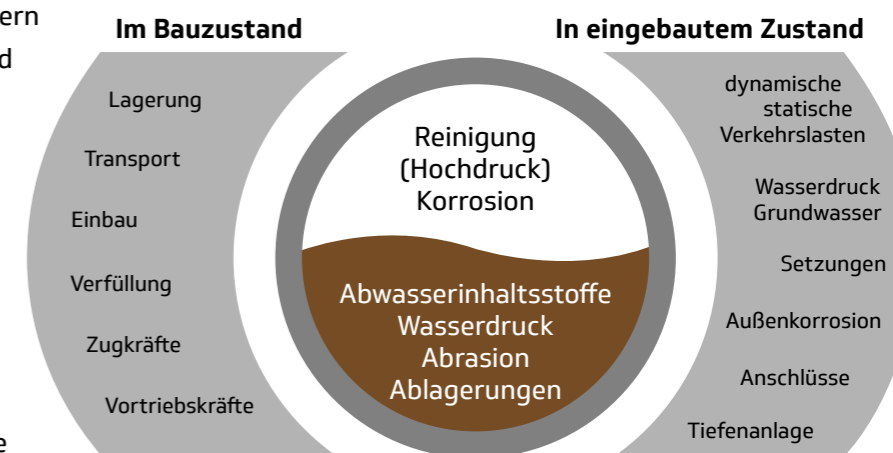 ern
d
e
Im Bauzustand
Lagerung
Transport
Einbau
Verfüllung
Zugkräfte
Vortriebskräfte
Reinigung
(Hochdruck)
Korrosion
Abwasserinhaltsstoffe
Wasserdruck
Abrasion
Ablagerungen
In eingebautem Zustand
dynamische
statische
Verkehrslasten
Wasserdruck
Grundwasser
Setzungen
Außenkorrosion
Anschlüsse
Tiefenanlage